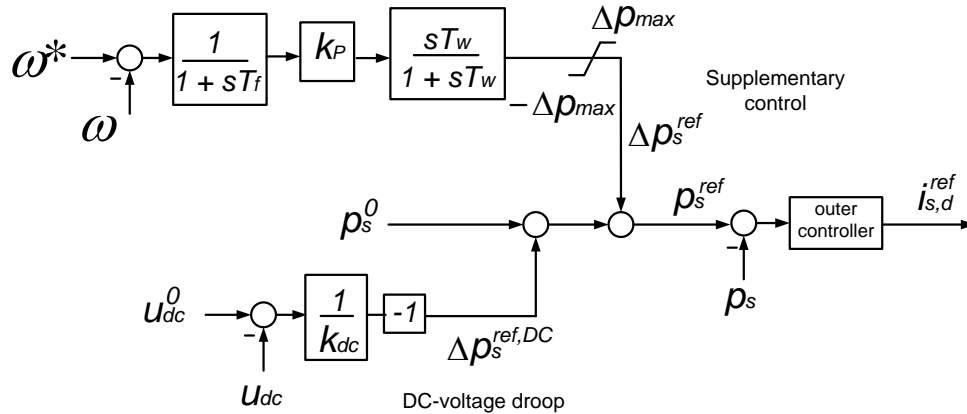 ω*
-
ω
1
1 + sTf
kP
sTw
1 + sTw
Δpmax
- Δpmax
Supplementary
control
Δps^ref
ps^0
ps^ref
-
ps
outer
controller
is,d^ref
udc^0
-
udc
1
kdc
-1
Δps^ref,DC
DC-voltage droop